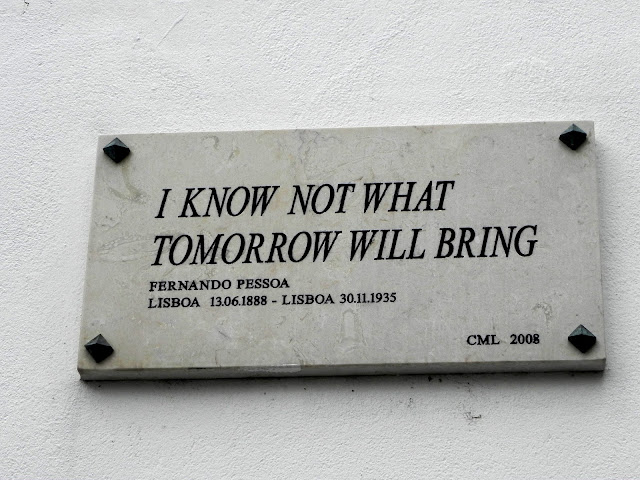 I KNOW NOT WHAT
TOMORROW WILL BRING
FERNANDO PESSOA
LISBOA 13.06.1888 - LISBOA 30.11.1935
CML 2008